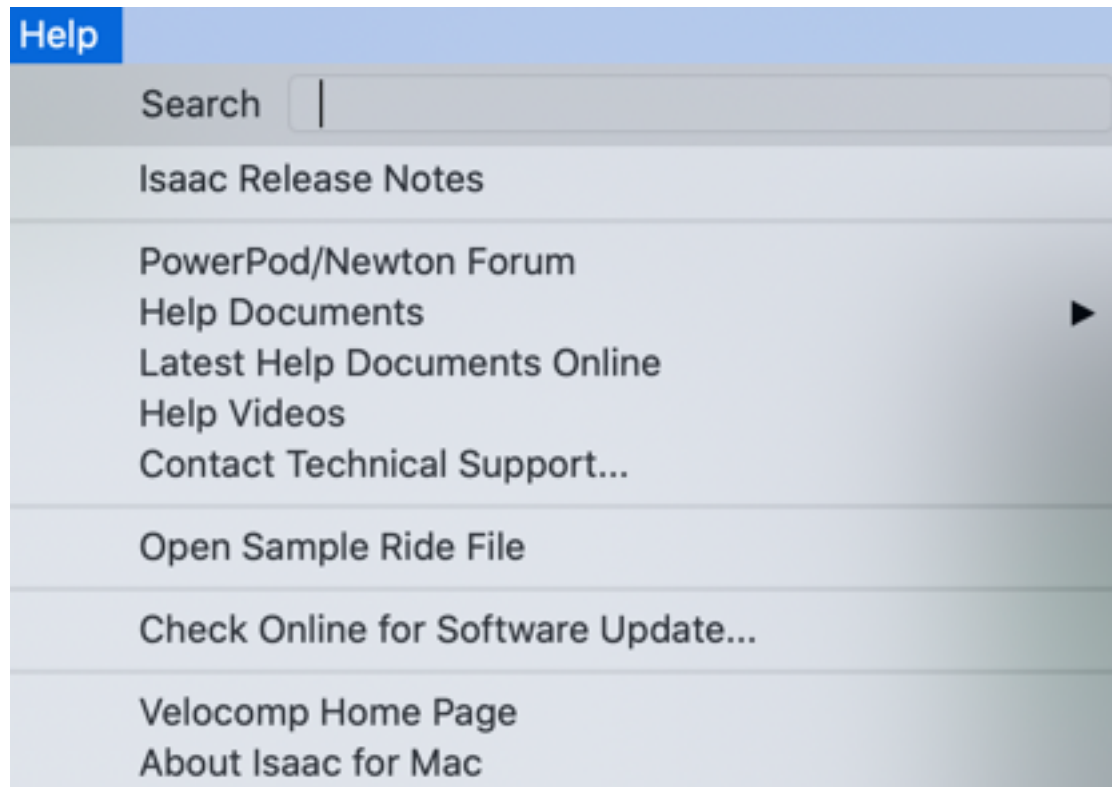 Help
Search
Isaac Release Notes
PowerPod/Newton Forum
Help Documents
Latest Help Documents Online
Help Videos
Contact Technical Support...
Open Sample Ride File
Check Online for Software Update...
Velocomp Home Page
About Isaac for Mac